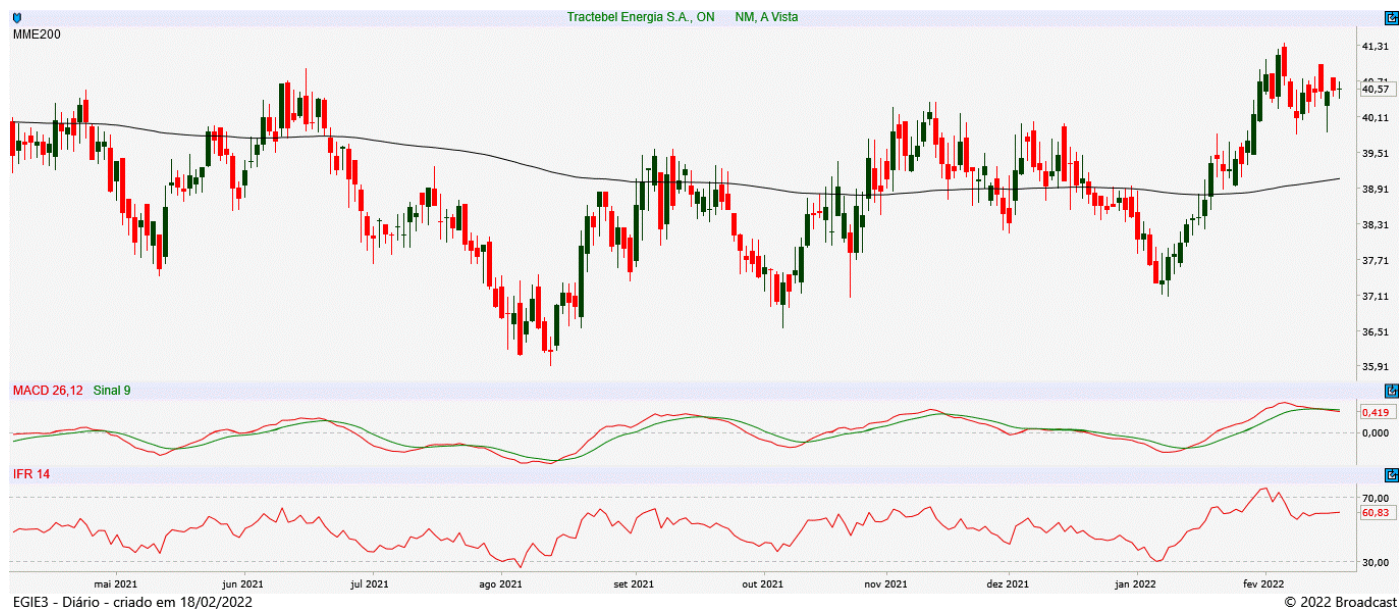 Tractebel Energia S.A., ON NM, A Vista
MME200
41,31
40,71
40,57
40,11
39,51
38,91
38,31
37,71
37,11
36,51
35,91
MACD 26,12 Sinal 9
0,419
0,000
IFR 14
70,00
60,83
30,00
mai 2021 jun 2021 jul 2021 ago 2021 set 2021 out 2021 nov 2021 dez 2021 jan 2022 fev 2022
EGIE3 - Diário - criado em 18/02/2022 © 2022 Broadcast